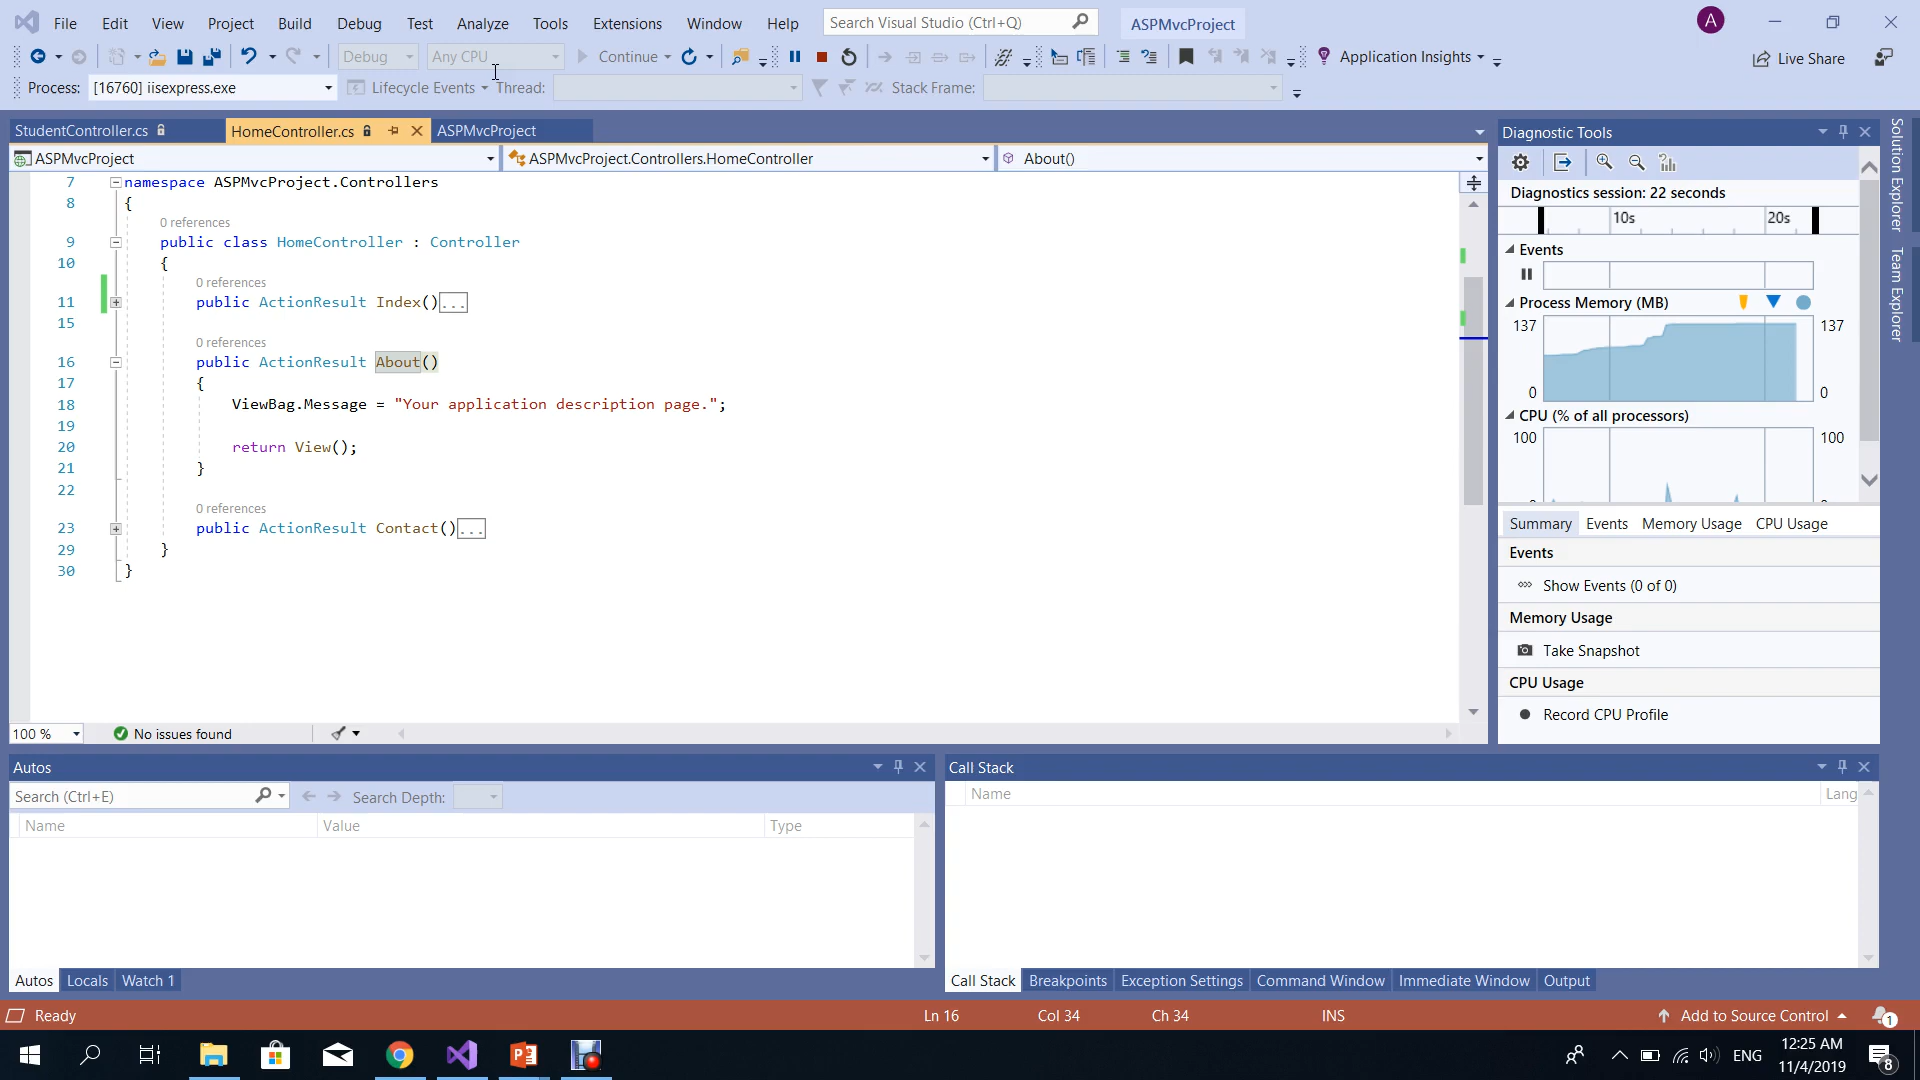 File Edit View Project Build Debug Test Analyze Tools Extensions Window Help Search Visual Studio (Ctrl+Q) ASPMvcProject A
Debug Any CPU Continue Application Insights Live Share
Process: [16760] iisexpress.exe Lifecycle Events Thread: Stack Frame:
StudentController.cs HomeController.cs ASPMvcProject
ASPMvcProject ASPMvcProject.Controllers.HomeController About()
7 namespace ASPMvcProject.Controllers
8 {
0 references
9 public class HomeController : Controller
10 {
0 references
11 public ActionResult Index()...
15
0 references
16 public ActionResult About()
17 {
18 ViewBag.Message = "Your application description page.";
19
20 return View();
21 }
22
0 references
23 public ActionResult Contact()...
29 }
30 }
100 % No issues found
Diagnostic Tools
Diagnostics session: 22 seconds
10s 20s
Events
Process Memory (MB)
137 137
0 0
CPU (% of all processors)
100 100
Summary Events Memory Usage CPU Usage
Events
Show Events (0 of 0)
Memory Usage
Take Snapshot
CPU Usage
Record CPU Profile
Solution Explorer
Team Explorer
Autos
Search (Ctrl+E) Search Depth:
Name Value Type
Autos Locals Watch 1
Call Stack
Name Lang
Call Stack Breakpoints Exception Settings Command Window Immediate Window Output
Ready Ln 16 Col 34 Ch 34 INS Add to Source Control 1
ENG 12:25 AM
11/4/2019 8